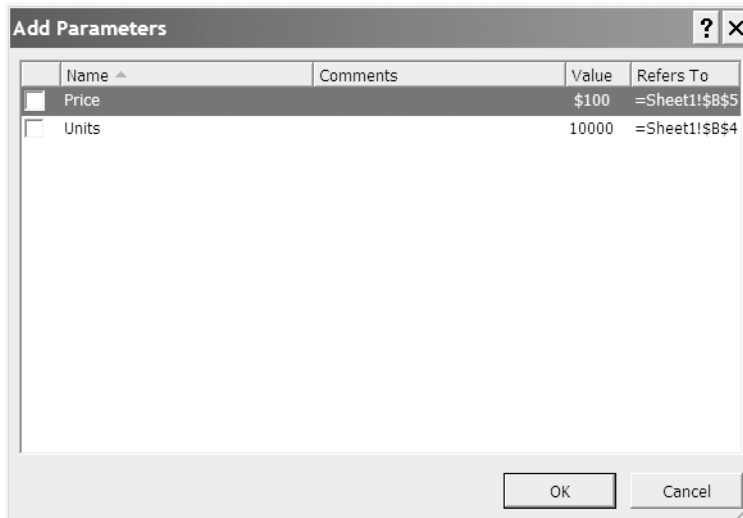 Add Parameters ? X
Name Comments Value Refers To
Price $100 =Sheet1!$B$5
Units 10000 =Sheet1!$B$4
OK Cancel